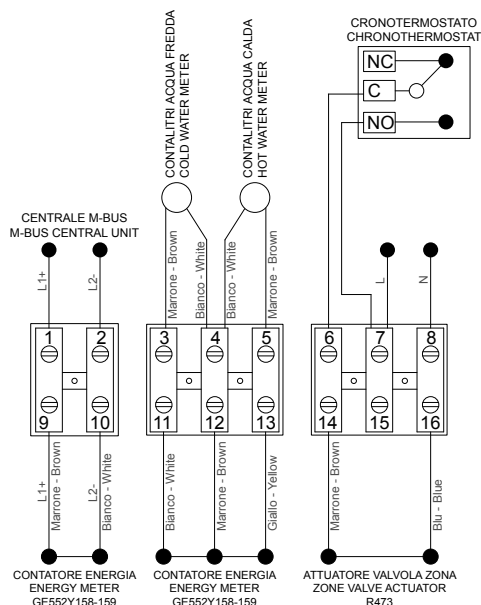 CRONOTERMOSTATO
CHRONOTHERMOSTAT
NC
C
NO
CONTALITRI ACQUA FREDDA
COLD WATER METER
CONTALITRI ACQUA CALDA
HOT WATER METER
CENTRALE M-BUS
M-BUS CENTRAL UNIT
L1+
L2-
Marrone - Brown
Bianco - White
Bianco - White
Marrone - Brown
L
N
1
2
3
4
5
6
7
8
9
10
11
12
13
14
15
16
L1+
Marrone - Brown
L2-
Bianco - White
Bianco - White
Marrone - Brown
Giallo - Yellow
Marrone - Brown
Blu - Blue
CONTATORE ENERGIA
ENERGY METER
GE552Y158-159
CONTATORE ENERGIA
ENERGY METER
GE552Y158-159
ATTUATORE VALVOLA ZONA
ZONE VALVE ACTUATOR
R473